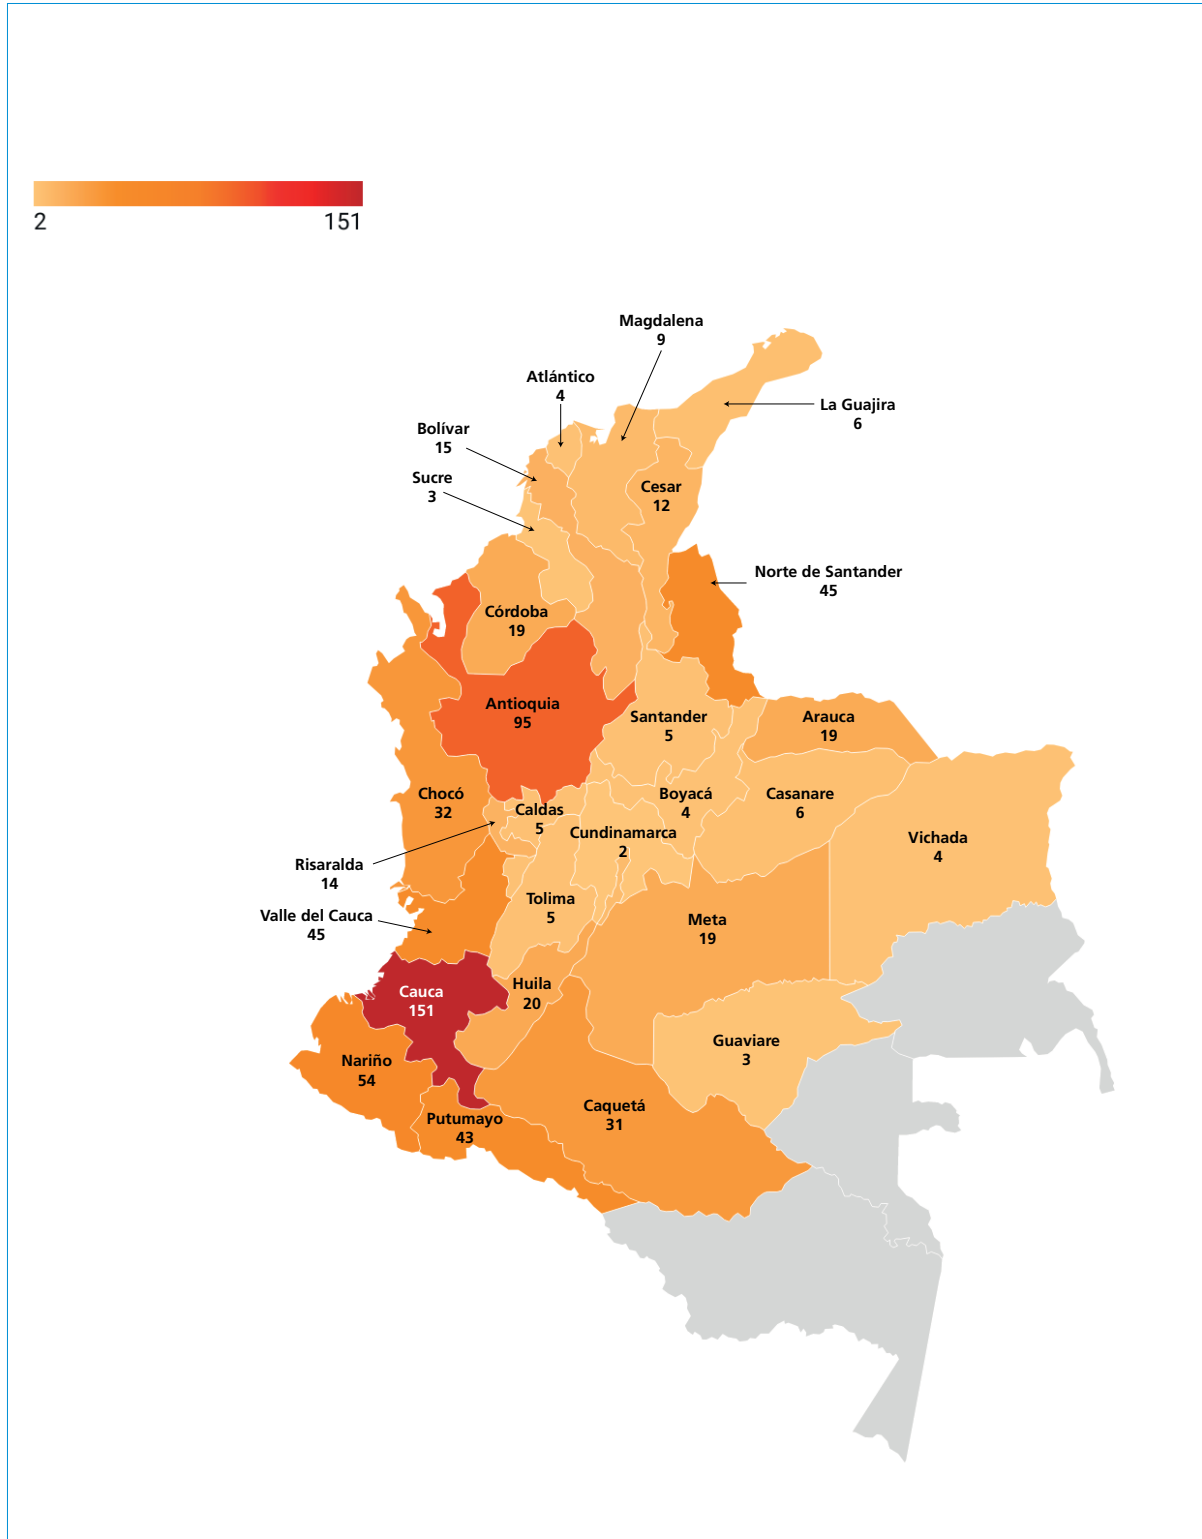 2
151
Magdalena
9
Atlántico
4
La Guajira
6
Bolívar
15
Sucre
3
Cesar
12
Norte de Santander
45
Córdoba
19
Antioquia
95
Santander
5
Arauca
19
Chocó
32
Caldas
5
Boyacá
4
Casanare
6
Cundinamarca
2
Vichada
4
Risaralda
14
Tolima
5
Valle del Cauca
45
Meta
19
Cauca
151
Huila
20
Guaviare
3
Nariño
54
Caquetá
31
Putumayo
43